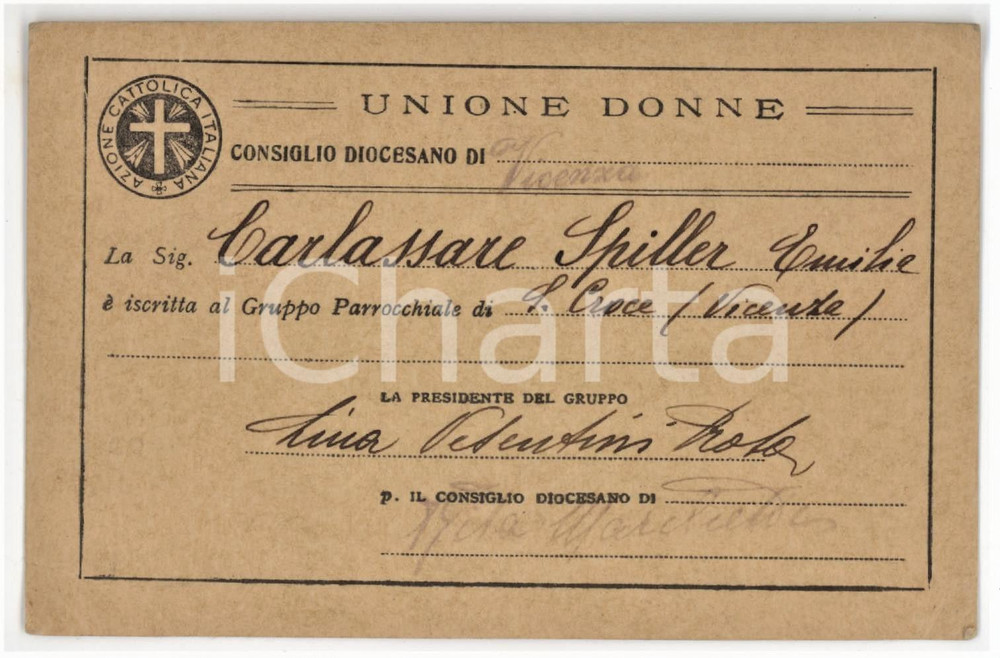 AZIONE CATTOLICA ITALIANA
UNIONE DONNE
CONSIGLIO DIOCESANO DI Vicenza
La Sig. Carlassare Spiller Emilie
è iscritta al Gruppo Parrocchiale di S. Croce (Vicenza)
iCharta
LA PRESIDENTE DEL GRUPPO
Lina
p. IL CONSIGLIO DIOCESANO DI